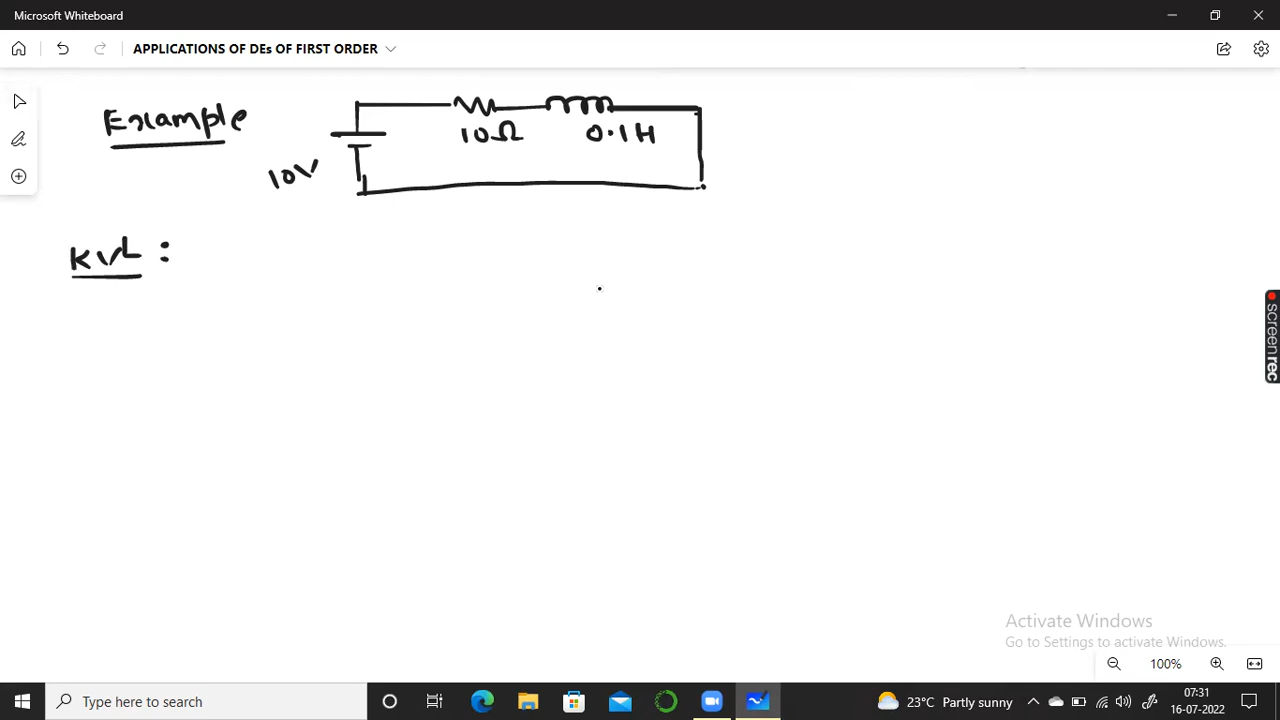 Microsoft Whiteboard
APPLICATIONS OF DEs OF FIRST ORDER
Example
10Ω
0.1H
10V
KVL :
screenrec
Activate Windows
Go to Settings to activate Windows.
100%
Type here to search
23°C Partly sunny
07:31
16-07-2022